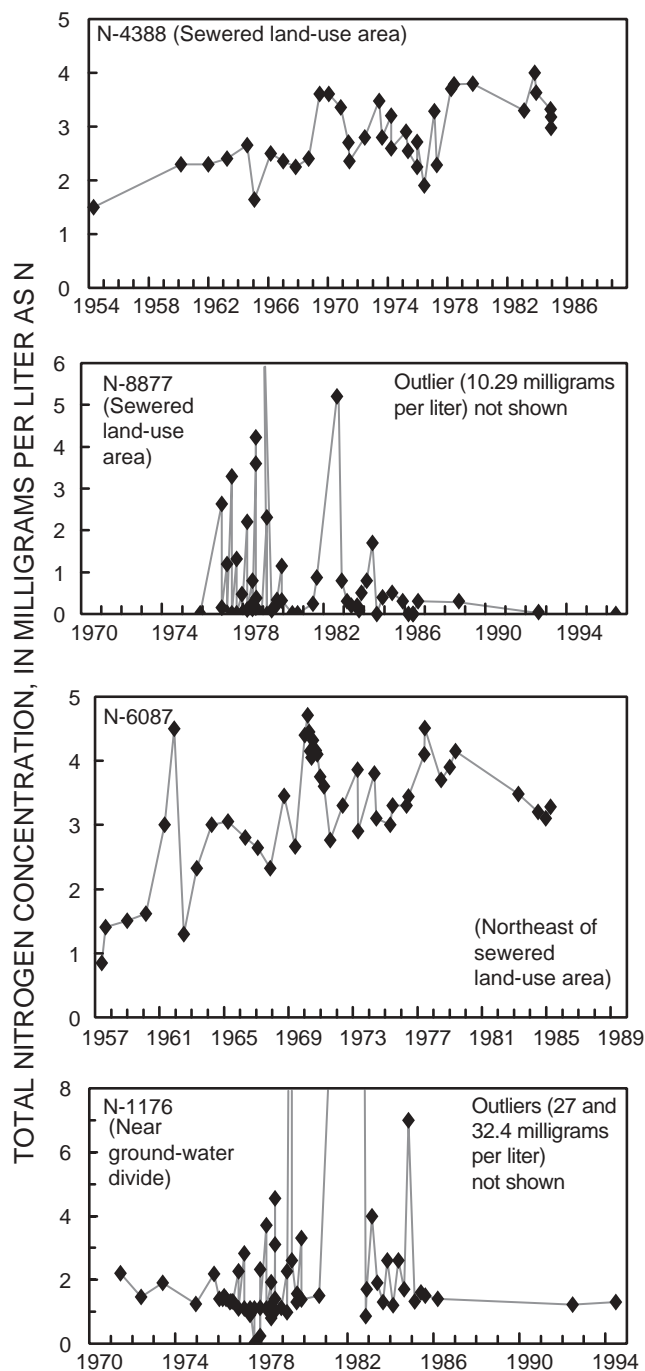 TOTAL NITROGEN CONCENTRATION, IN MILLIGRAMS PER LITER AS N
N-4388 (Sewered land-use area)
5
4
3
2
1
0
1954 1958 1962 1966 1970 1974 1978 1982 1986
N-8877
(Sewered
land-use
area)
Outlier (10.29 milligrams
per liter) not shown
6
5
4
3
2
1
0
1970 1974 1978 1982 1986 1990 1994
N-6087
(Northeast of
sewered
land-use area)
5
4
3
2
1
0
1957 1961 1965 1969 1973 1977 1981 1985 1989
N-1176
(Near
ground-water
divide)
Outliers (27 and
32.4 milligrams
per liter)
not shown
8
6
4
2
0
1970 1974 1978 1982 1986 1990 1994